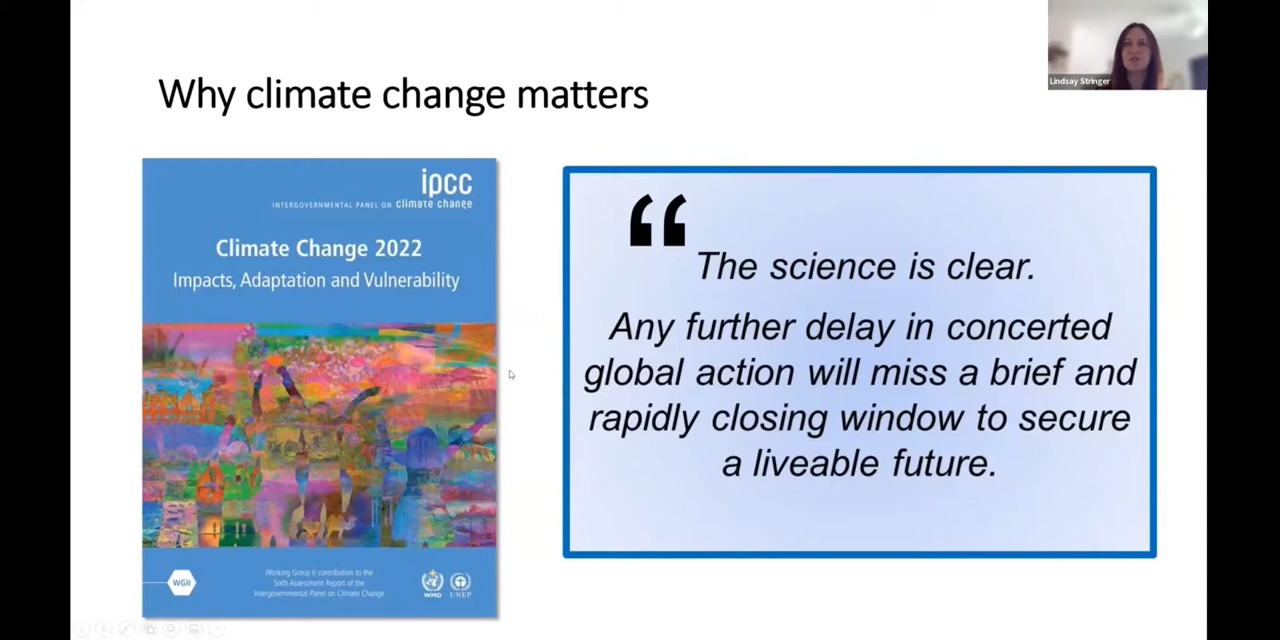 Lindsay Stringer
Why climate change matters
ipcc
INTERGOVERNMENTAL PANEL ON climate change
Climate Change 2022
Impacts, Adaptation and Vulnerability
WGII
Working Group II contribution to the
Sixth Assessment Report of the
Intergovernmental Panel on Climate Change
WMO
UNEP
“
The science is clear.
Any further delay in concerted
global action will miss a brief and
rapidly closing window to secure
a liveable future.